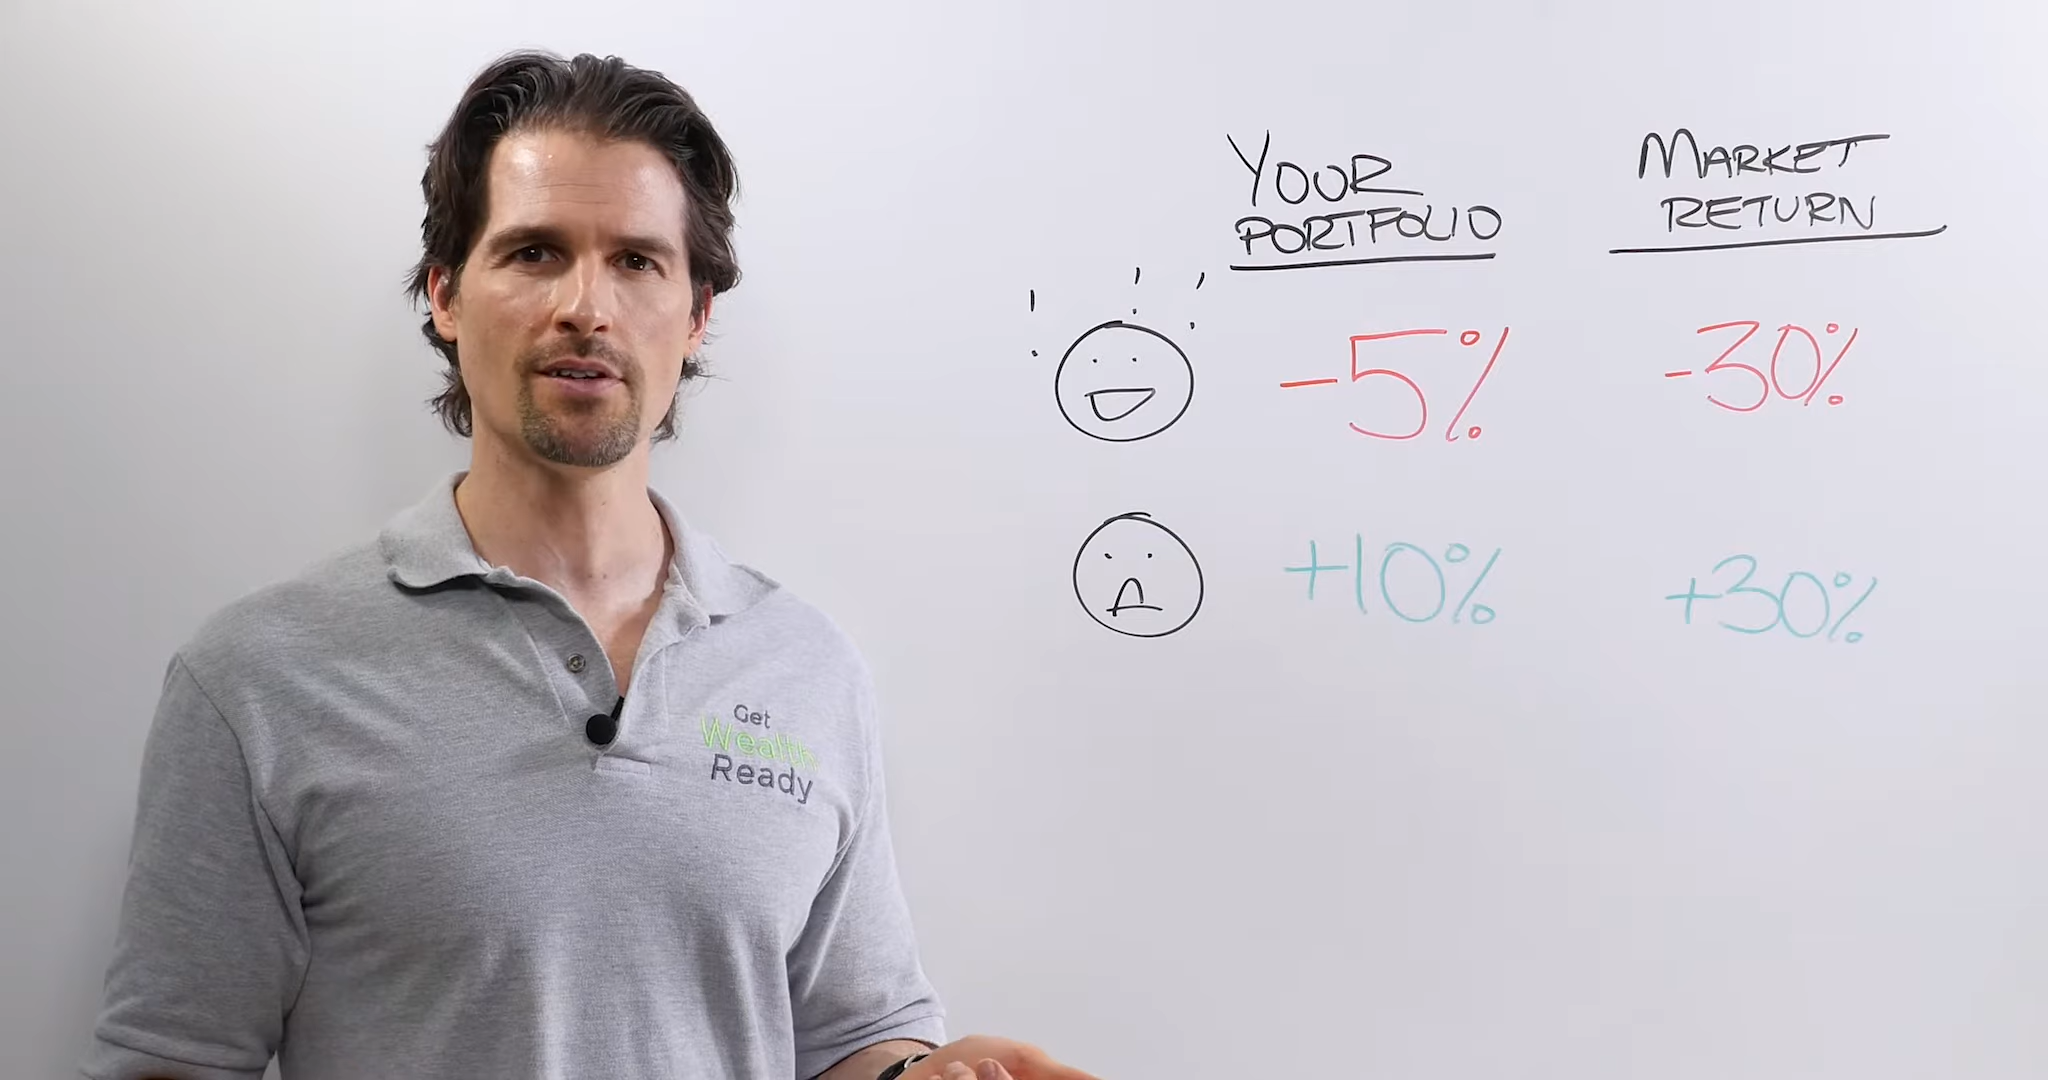 YOUR
PORTFOLIO
MARKET
RETURN
-5%
-30%
+10%
+30%
Get
Wealth
Ready